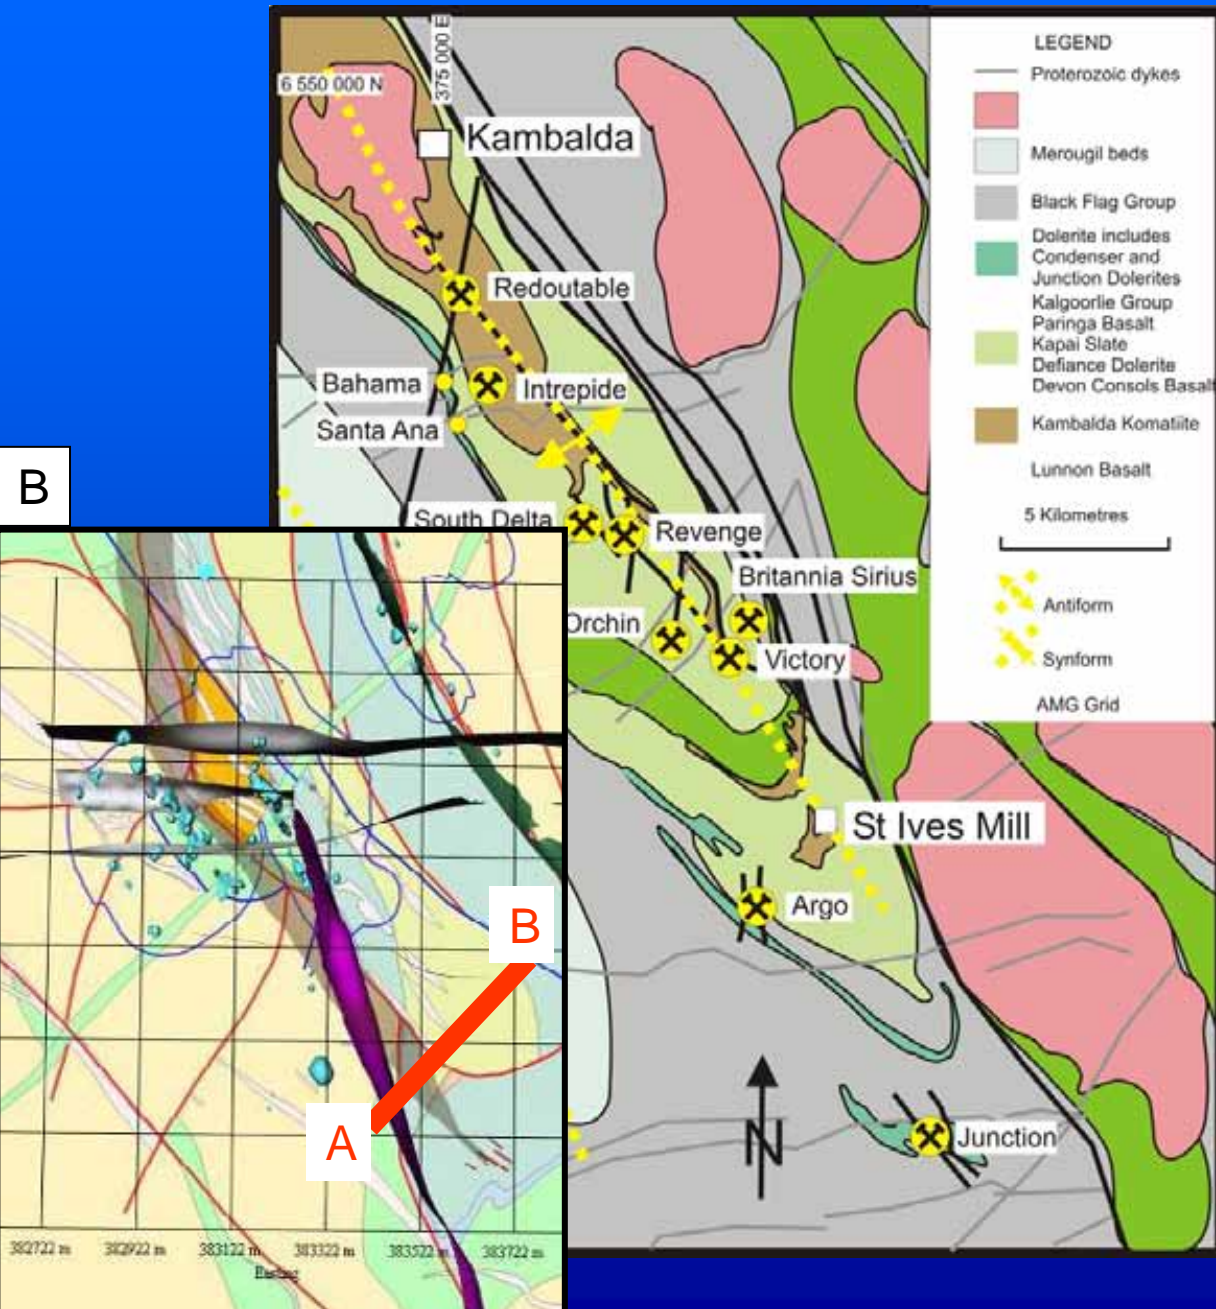 6 550 000 N
375 000 E
Kambalda
Redoutable
Bahama
Intrepide
Santa Ana
South Delta
Revenge
Britannia Sirius
Orchin
Victory
St Ives Mill
Argo
Junction
N
LEGEND
Proterozoic dykes
Merougil beds
Black Flag Group
Dolerite includes
Condenser and
Junction Dolerites
Kalgoorlie Group
Paringa Basalt
Kapai Slate
Defiance Dolerite
Devon Consols Basalt
Kambalda Komatiite
Lunnon Basalt
5 Kilometres
Antiform
Synform
AMG Grid
B
B
A
382722 m
382922 m
383122 m
383322 m
383522 m
383722 m
Easting